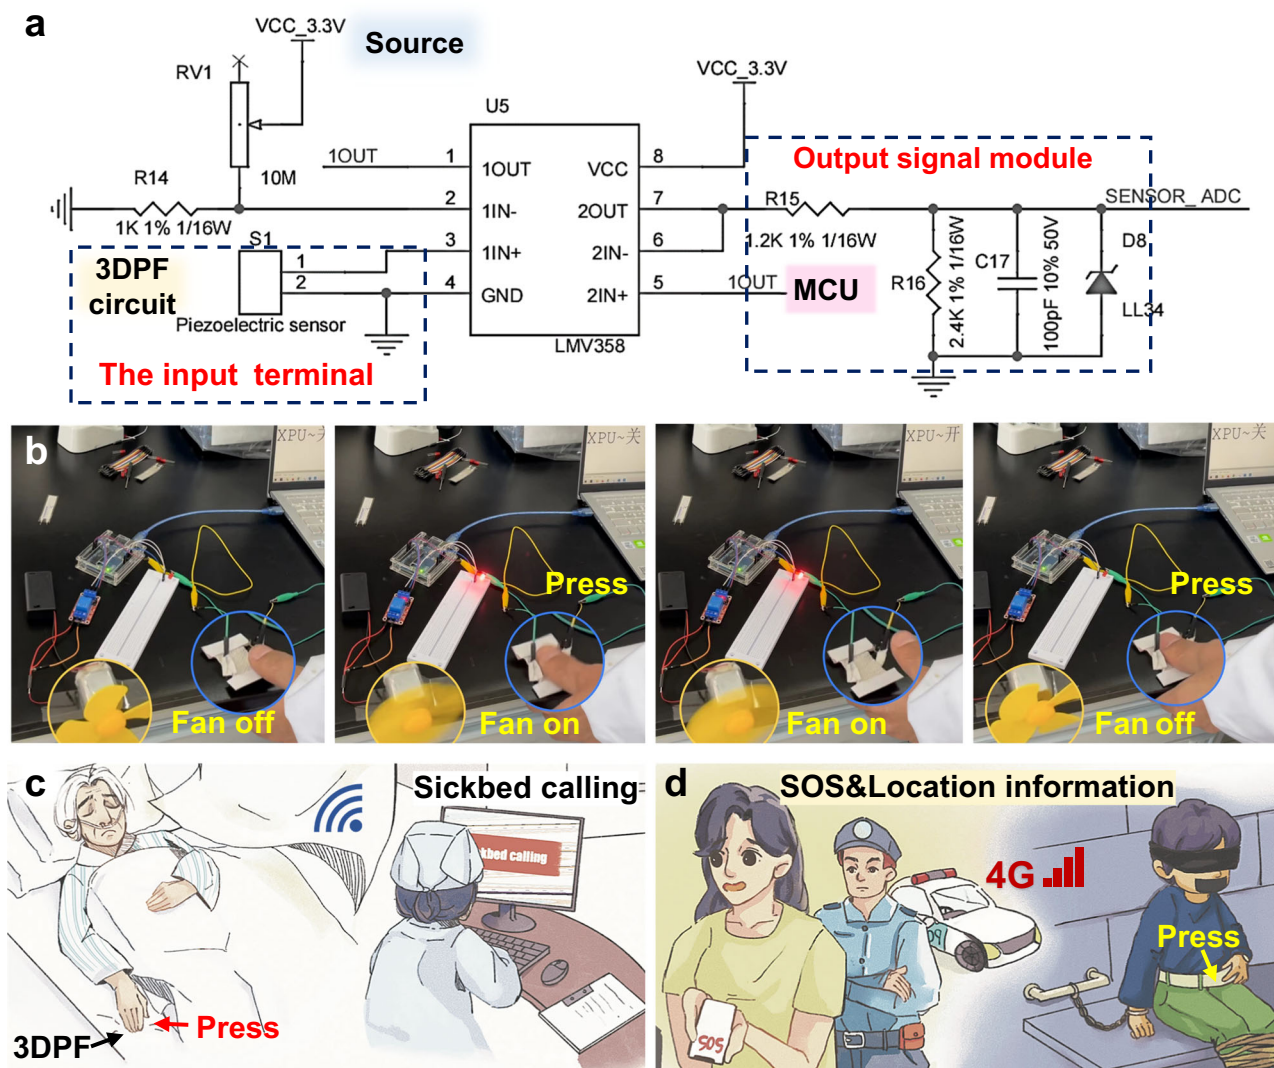 a
VCC_3.3V
Source
RV1
VCC_3.3V
U5
Output signal module
1OUT
1
1OUT
VCC
8
R14
10M
2
1IN-
2OUT
7
R15
SENSOR_ADC
1K 1% 1/16W
S1
3
1IN+
2IN-
6
1.2K 1% 1/16W
D8
3DPF
circuit
1
2
4
GND
2IN+
5
1OUT
MCU
R16
2.4K 1% 1/16W
C17
100pF 10% 50V
LL34
Piezoelectric sensor
LMV358
The input terminal
b
XPU~关
XPU~开
XPU~关
Press
Press
Fan off
Fan on
Fan on
Fan off
c
Sickbed calling
kbed calling
3DPF
Press
d
SOS&Location information
4G
Press
SOS